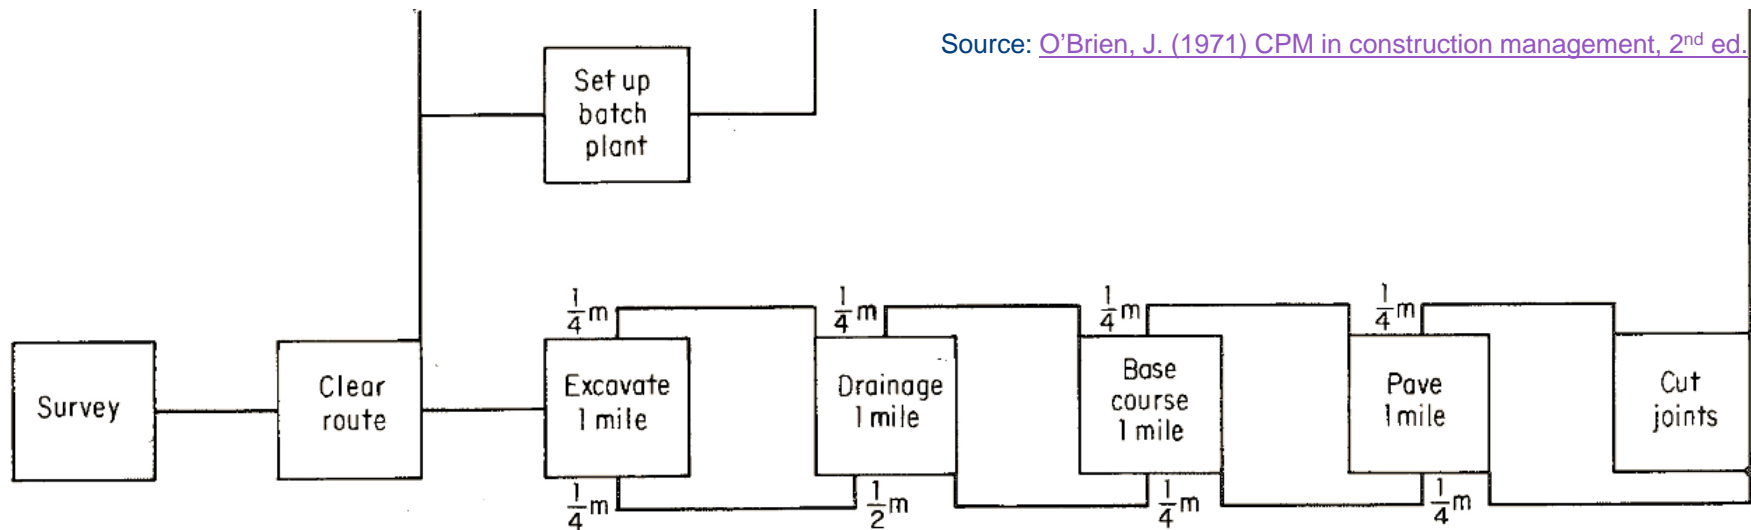 Source: O'Brien, J. (1971) CPM in construction management, 2nd ed.
Set up
batch
plant
1/4 m
1/4 m
1/4 m
1/4 m
Survey
Clear
route
Excavate
1 mile
Drainage
1 mile
Base
course
1 mile
Pave
1 mile
Cut
joints
1/4 m
1/2 m
1/4 m
1/4 m